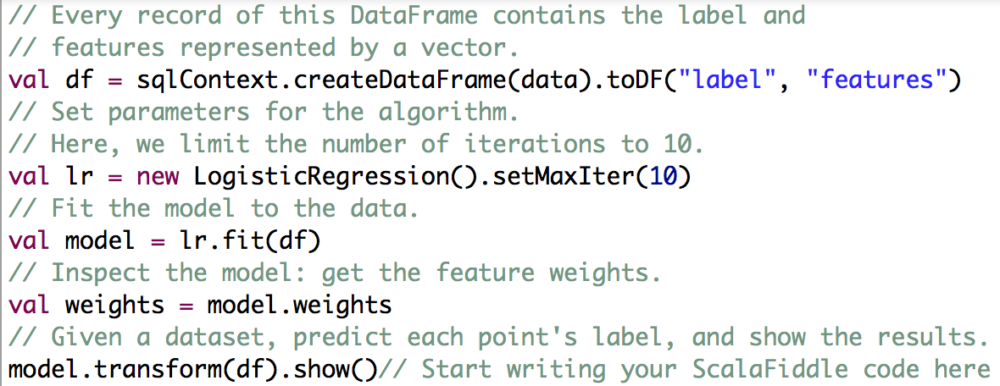 // Every record of this DataFrame contains the label and
// features represented by a vector.
val df = sqlContext.createDataFrame(data).toDF("label", "features")
// Set parameters for the algorithm.
// Here, we limit the number of iterations to 10.
val lr = new LogisticRegression().setMaxIter(10)
// Fit the model to the data.
val model = lr.fit(df)
// Inspect the model: get the feature weights.
val weights = model.weights
// Given a dataset, predict each point's label, and show the results.
model.transform(df).show()// Start writing your ScalaFiddle code here